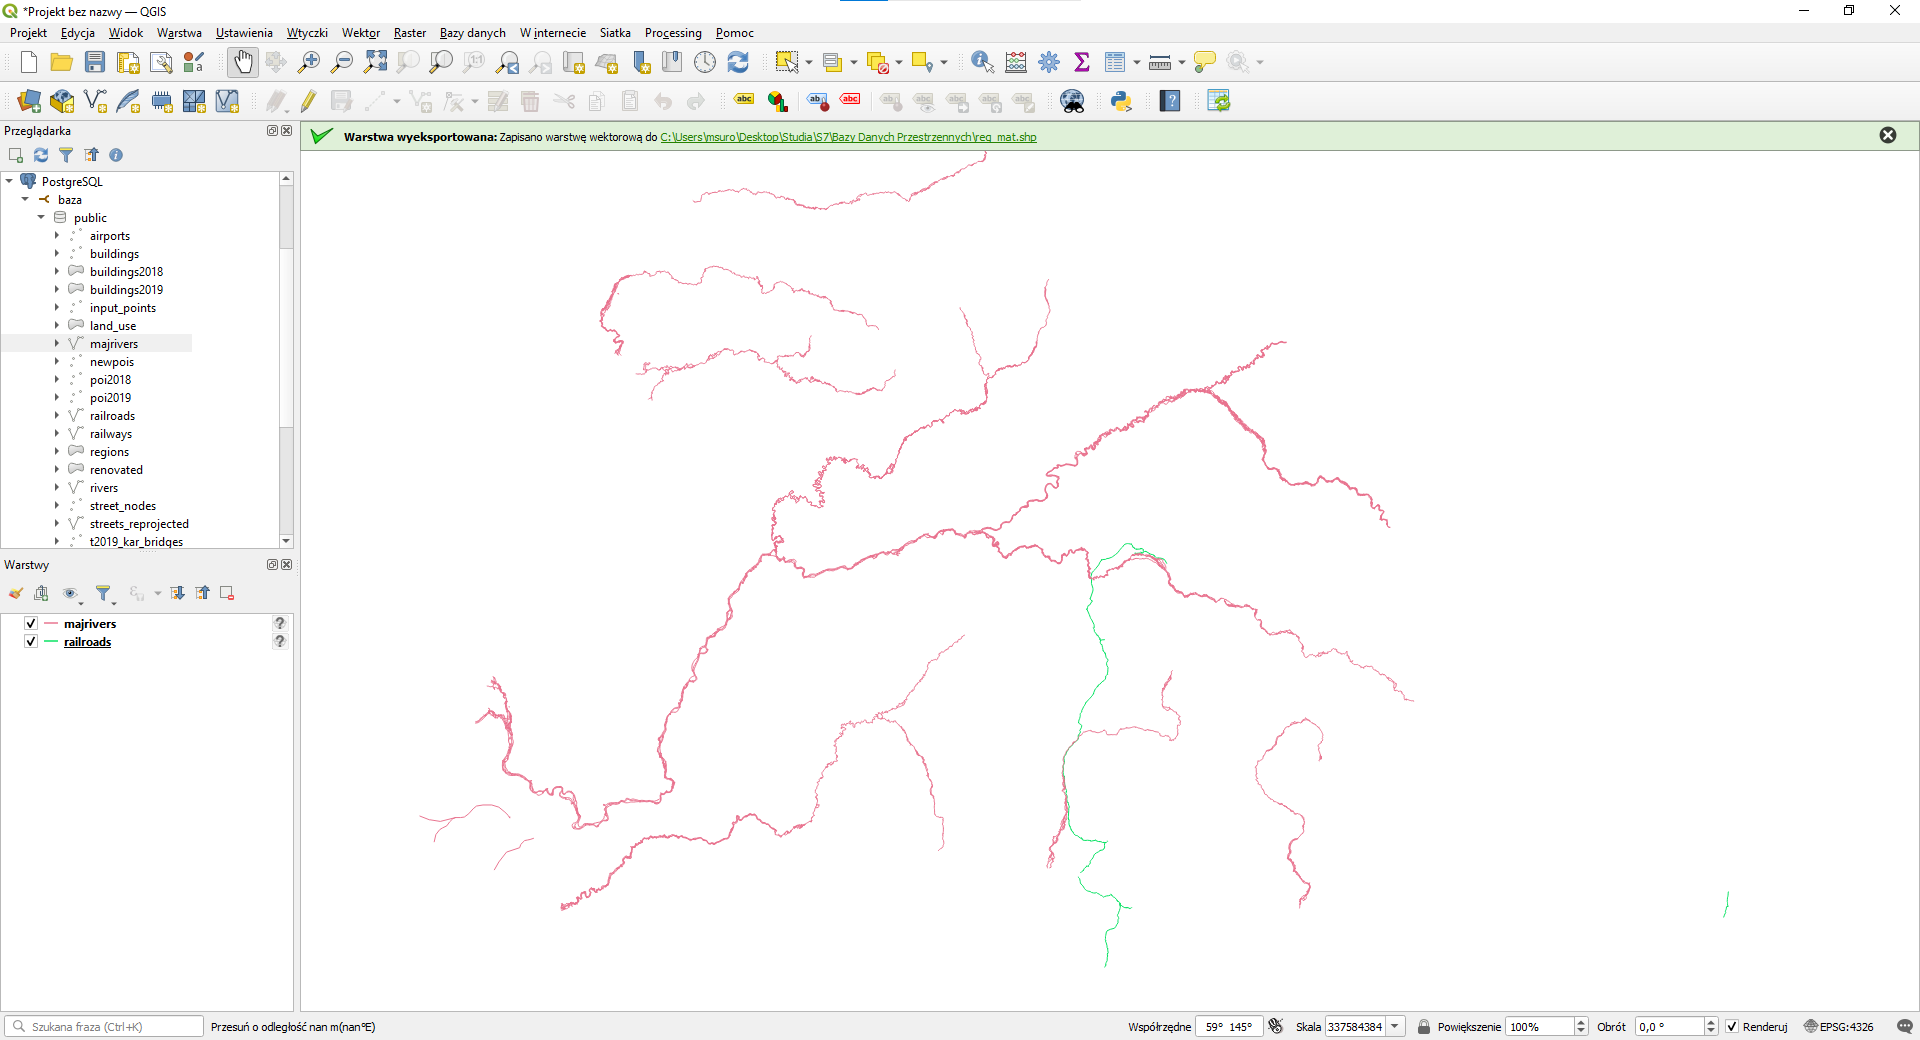 *Projekt bez nazwy — QGIS
Projekt Edycja Widok Warstwa Ustawienia Wtyczki Wektor Raster Bazy danych W internecie Siatka Processing Pomoc
Przeglądarka
Warstwa wyeksportowana: Zapisano warstwę wektorową do C:\Users\msuro\Desktop\Studia\S7\Bazy Danych Przestrzennych\reg_mat.shp
PostgreSQL
baza
public
airports
buildings
buildings2018
buildings2019
input_points
land_use
majrivers
newpois
poi2018
poi2019
railroads
railways
regions
renovated
rivers
street_nodes
streets_reprojected
t2019_kar_bridges
Warstwy
majrivers
railroads
Szukana fraza (Ctrl+K) Przesuń o odległość nan m(nan°E) Współrzędne 59° 145° Skala 337584384 Powiększenie 100% Obrót 0,0 ° Renderuj EPSG:4326